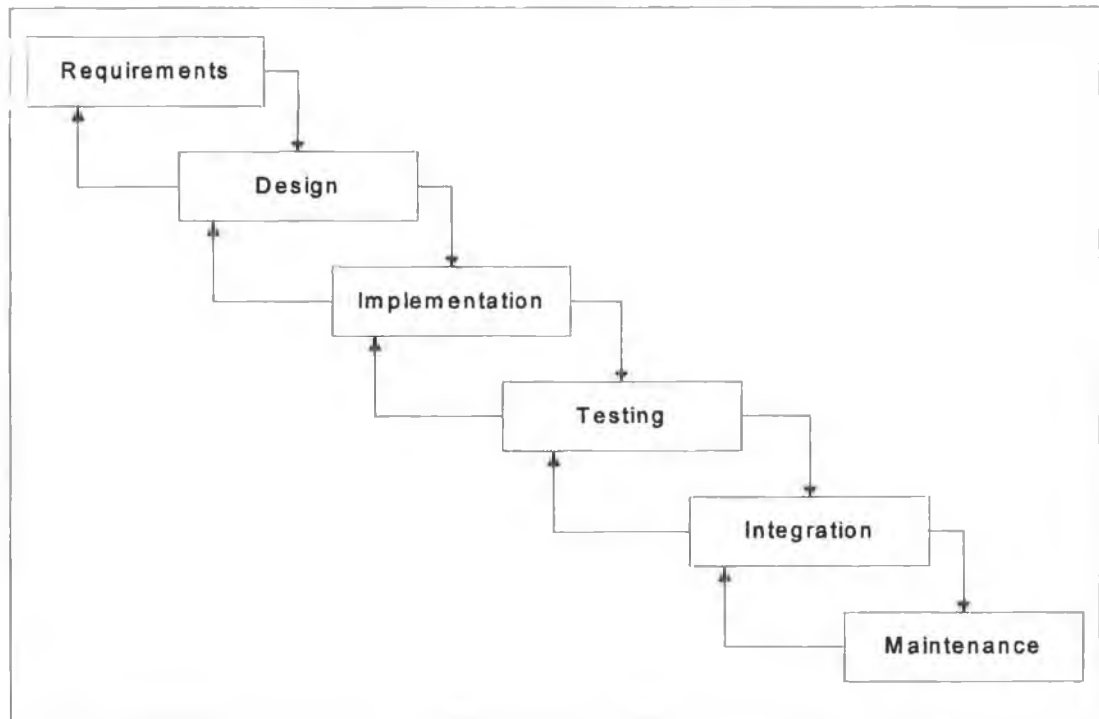 Requirements
Design
Implementation
Testing
Integration
Maintenance